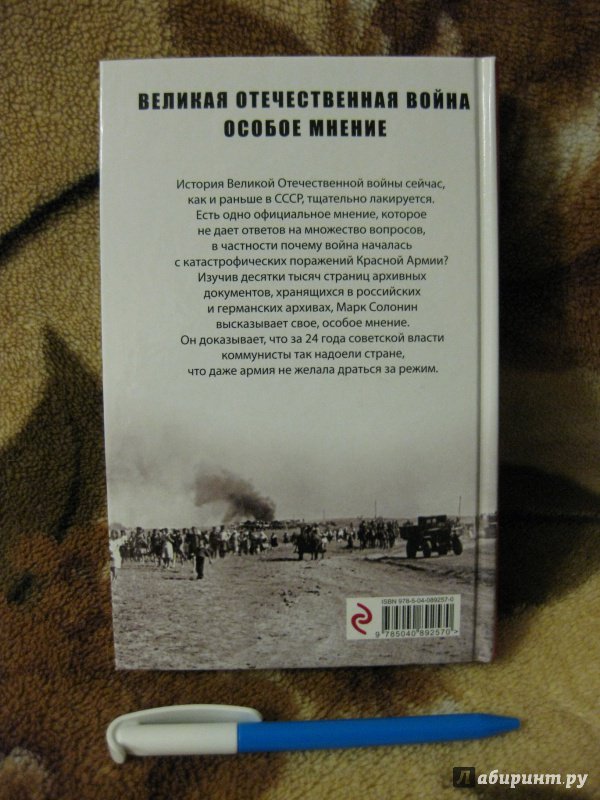 ВЕЛИКАЯ ОТЕЧЕСТВЕННАЯ ВОЙНА
ОСОБОЕ МНЕНИЕ
История Великой Отечественной войны сейчас,
как и раньше в СССР, тщательно лакируется.
Есть одно официальное мнение, которое
не дает ответов на множество вопросов,
в частности почему война началась
с катастрофических поражений Красной Армии?
Изучив десятки тысяч страниц архивных
документов, хранящихся в российских
и германских архивах, Марк Солонин
высказывает свое, особое мнение.
Он доказывает, что за 24 года советской власти
коммунисты так надоели стране,
что даже армия не желала драться за режим.
ISBN 978-5-04-089257-0
9 785040 892570 >
Лабиринт.ру